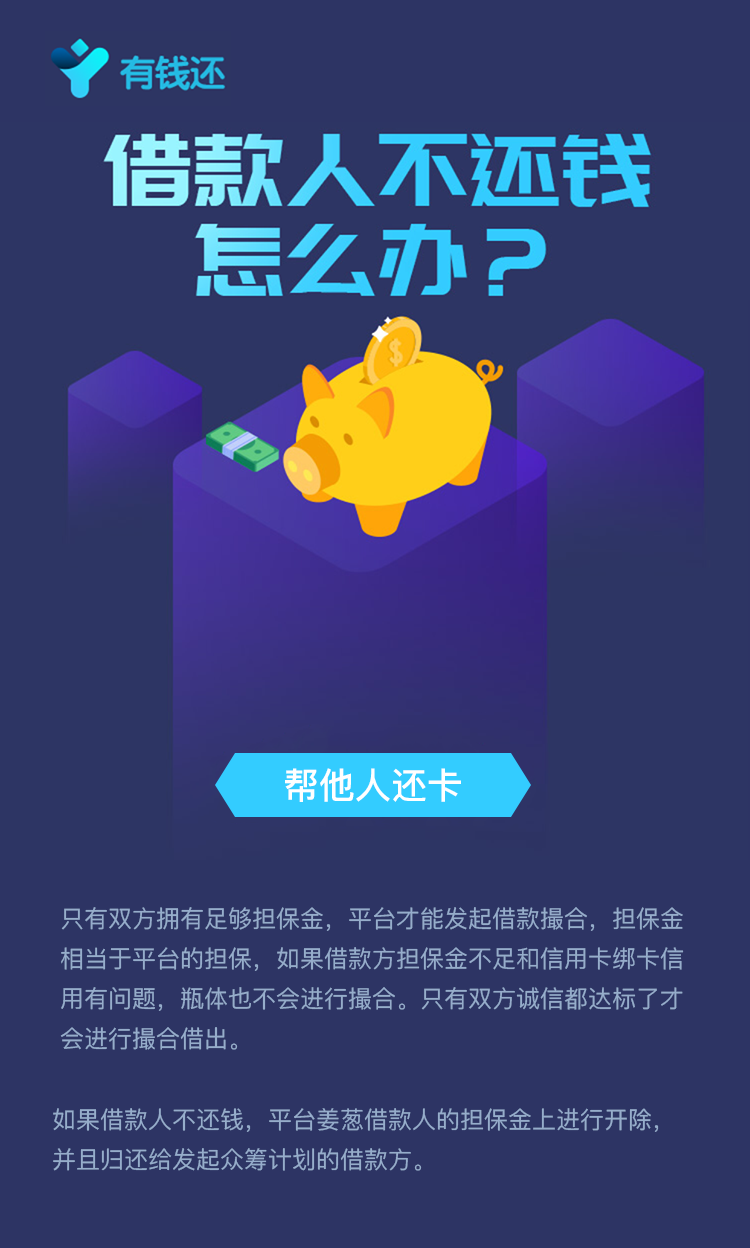 有钱还
借款人不还钱
怎么办？
帮他人还卡
只有双方拥有足够担保金，平台才能发起借款撮合，担保金
相当于平台的担保，如果借款方担保金不足和信用卡绑卡信
用有问题，瓶体也不会进行撮合。只有双方诚信都达标了才
会进行撮合借出。
如果借款人不还钱，平台姜葱借款人的担保金上进行开除，
并且归还给发起众筹计划的借款方。